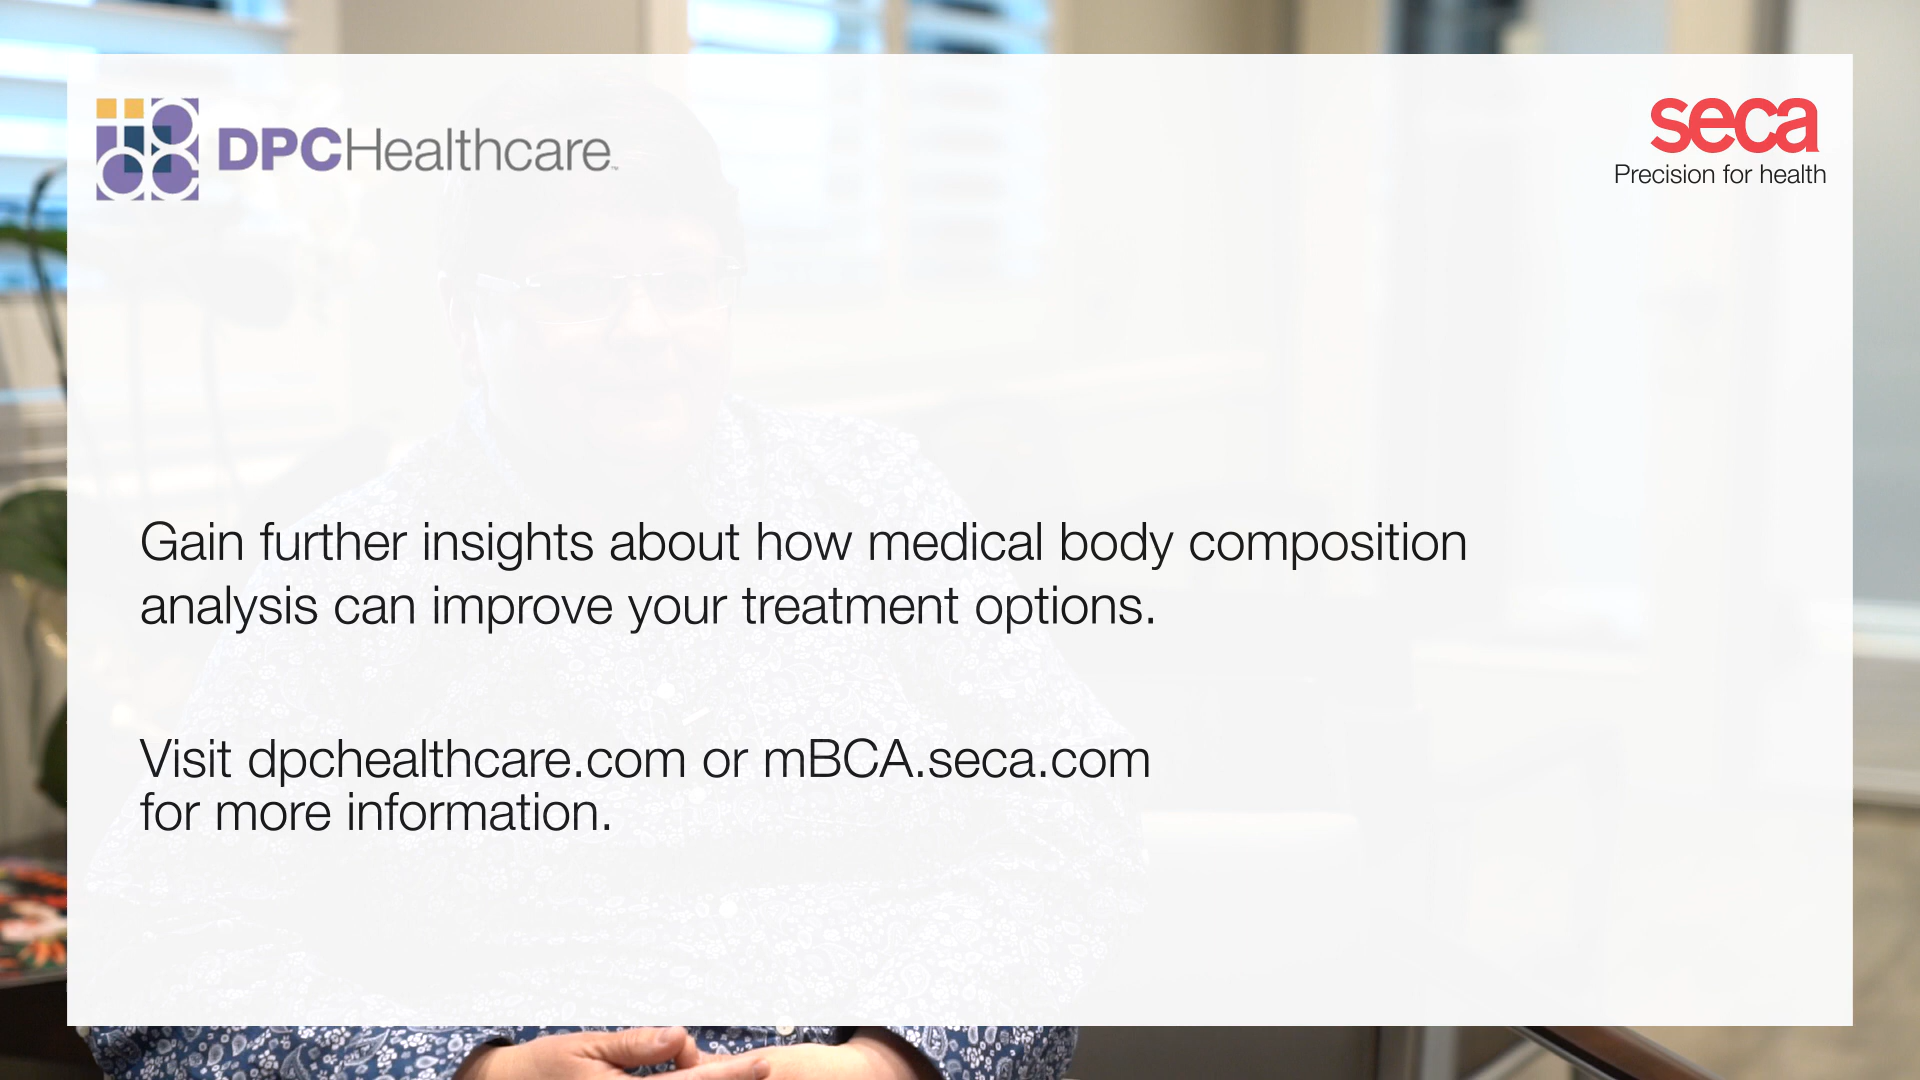 DPCHealthcare™
seca
Precision for health
Gain further insights about how medical body composition
analysis can improve your treatment options.
Visit dpchealthcare.com or mBCA.seca.com
for more information.